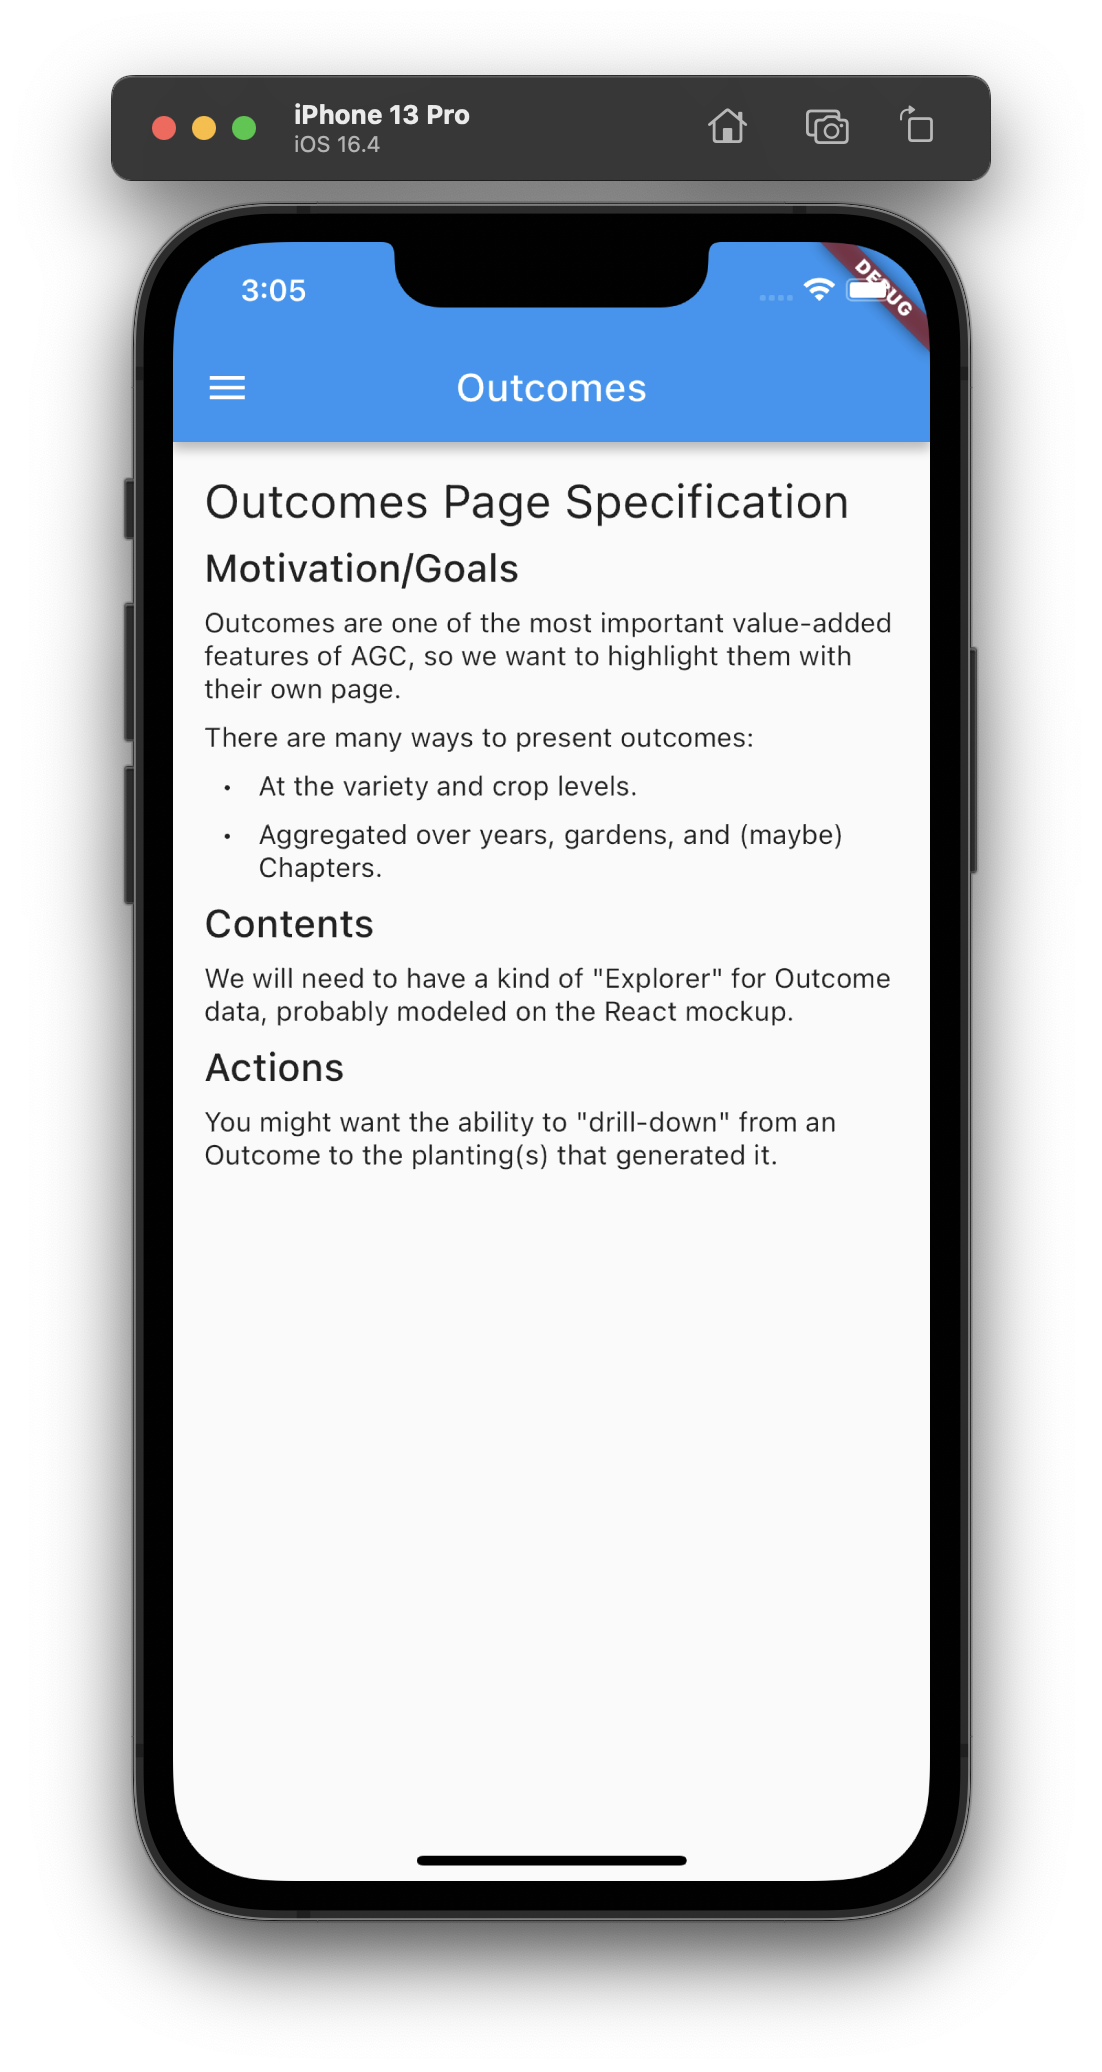 iPhone 13 Pro
iOS 16.4
3:05
DEBUG
Outcomes
Outcomes Page Specification
Motivation/Goals
Outcomes are one of the most important value-added
features of AGC, so we want to highlight them with
their own page.
There are many ways to present outcomes:
• At the variety and crop levels.
• Aggregated over years, gardens, and (maybe)
Chapters.
Contents
We will need to have a kind of "Explorer" for Outcome
data, probably modeled on the React mockup.
Actions
You might want the ability to "drill-down" from an
Outcome to the planting(s) that generated it.